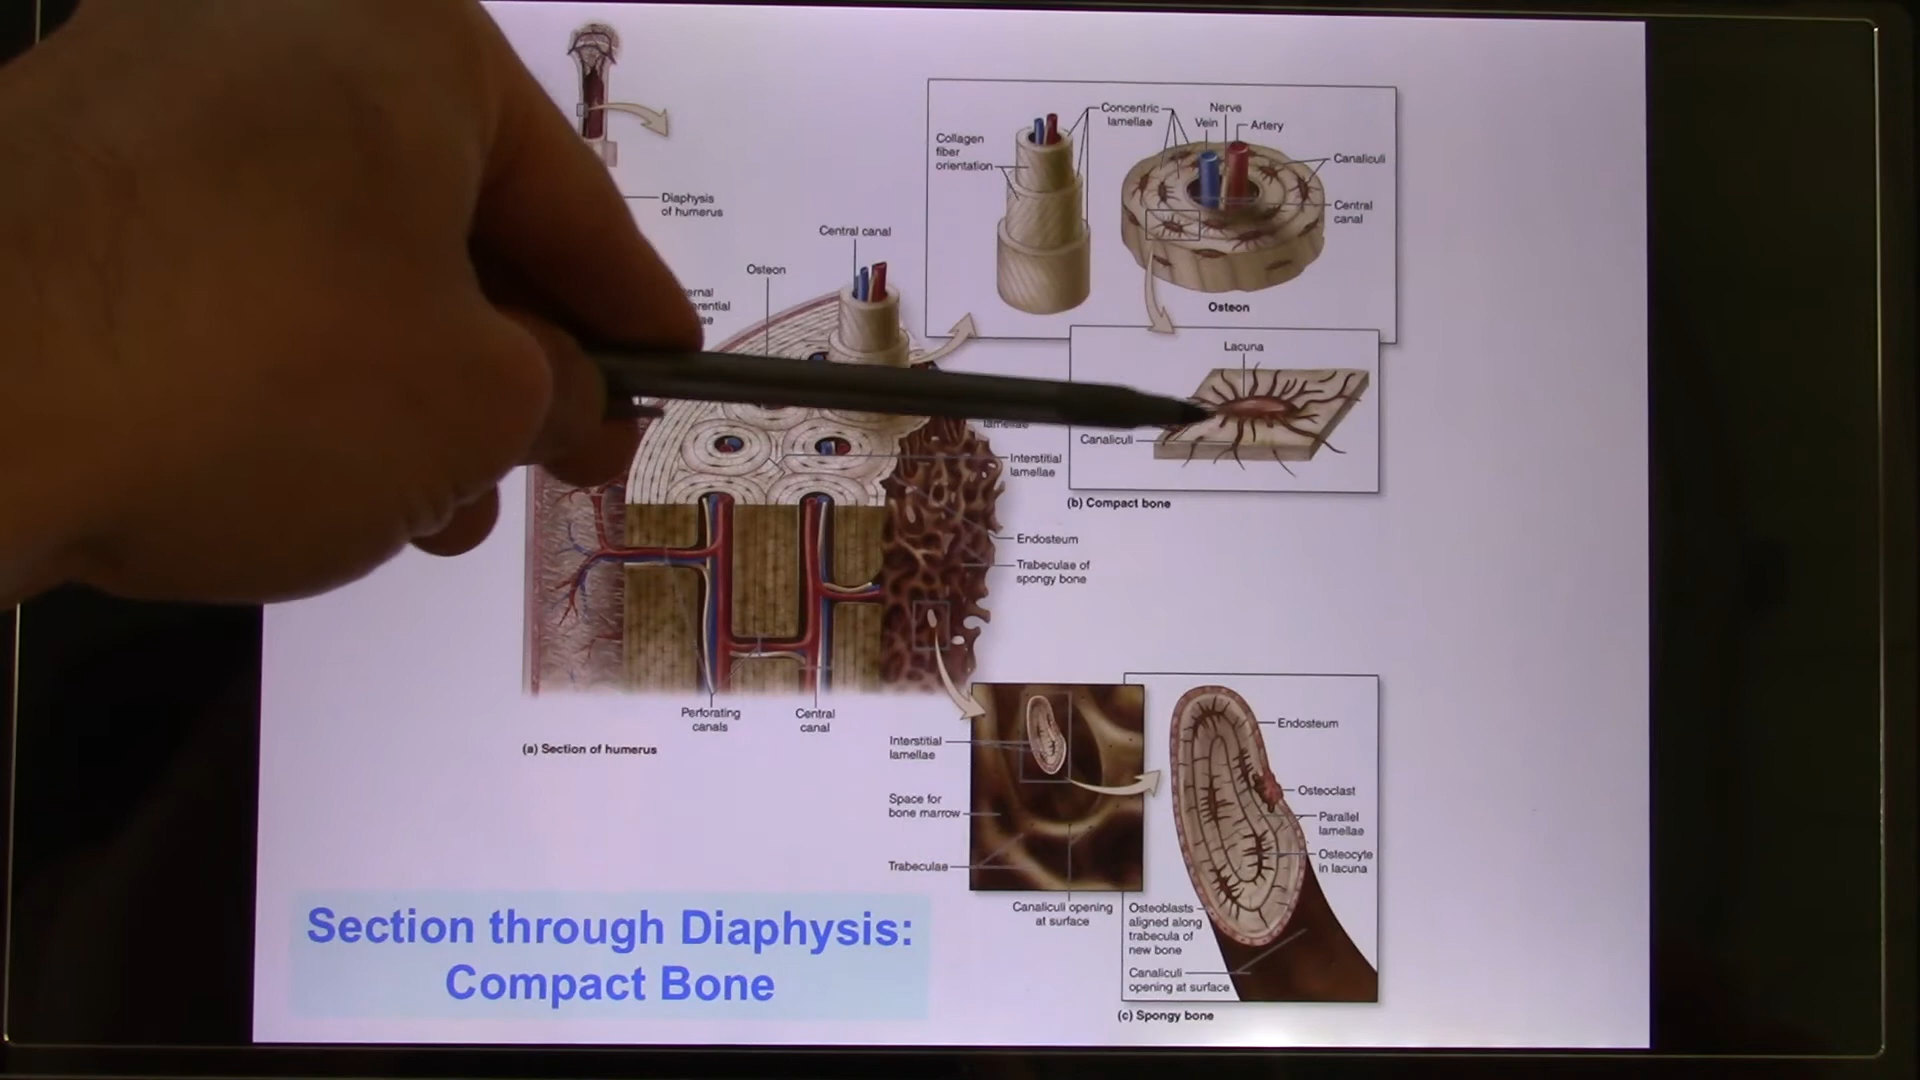 Diaphysis
of humerus
Central canal
Osteon
Collagen
fiber
orientation
Concentric
lamellae
Nerve
Vein
Artery
Canaliculi
Central
canal
Osteon
Lacuna
Canaliculi
(b) Compact bone
lamellae
Interstitial
lamellae
Endosteum
Trabeculae of
spongy bone
Perforating
canals
Central
canal
(a) Section of humerus
Interstitial
lamellae
Space for
bone marrow
Trabeculae
Canaliculi opening
at surface
Endosteum
Osteoclast
Parallel
lamellae
Osteocyte
in lacuna
Osteoblasts
aligned along
trabecula of
new bone
Canaliculi
opening at surface
(c) Spongy bone
Section through Diaphysis:
Compact Bone